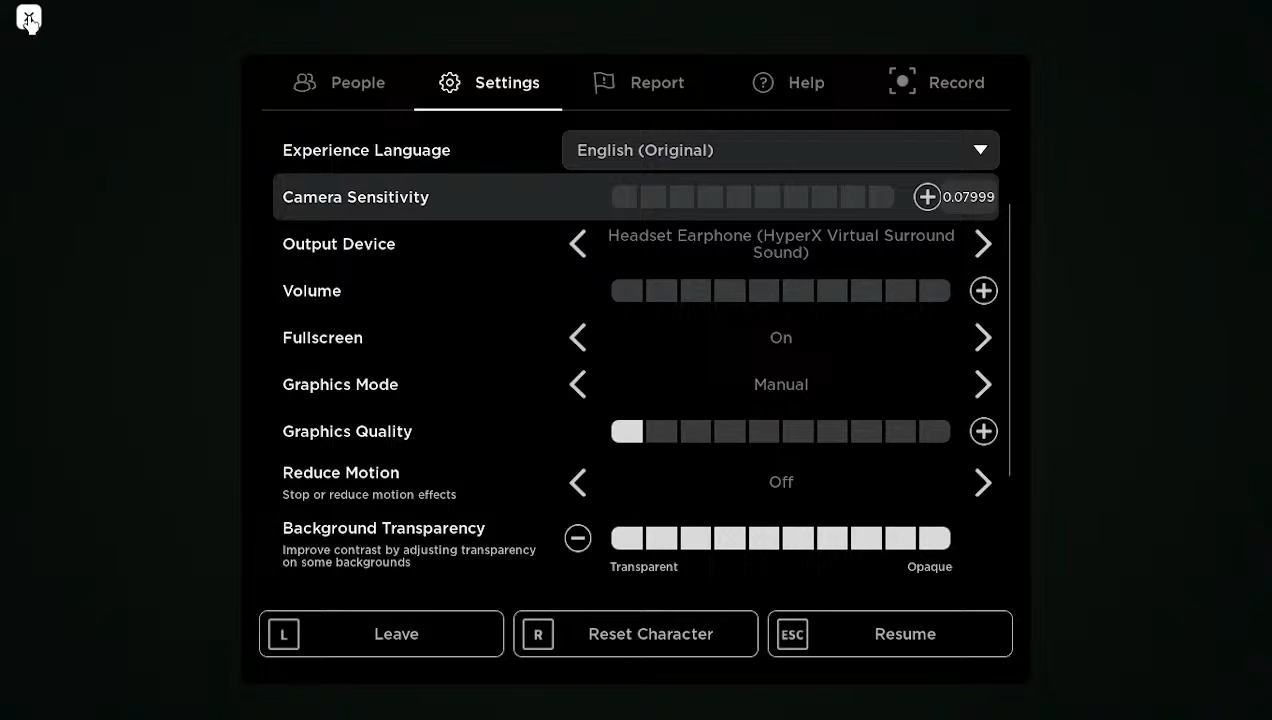 People
Settings
Report
Help
Record
Experience Language
English (Original)
Camera Sensitivity
0.07999
Output Device
Headset Earphone (HyperX Virtual Surround
Sound)
Volume
Fullscreen
On
Graphics Mode
Manual
Graphics Quality
Reduce Motion
Stop or reduce motion effects
Off
Background Transparency
Improve contrast by adjusting transparency
on some backgrounds
Transparent
Opaque
L
Leave
R
Reset Character
ESC
Resume